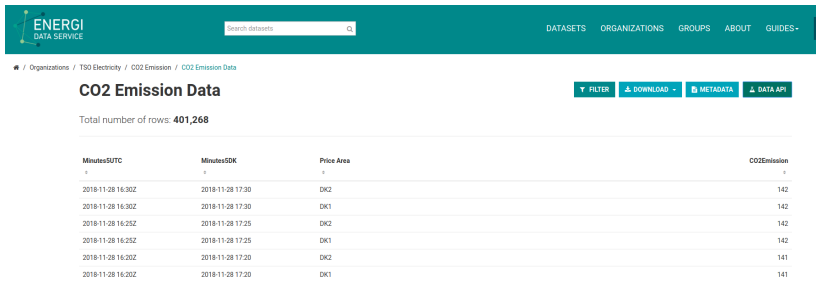 ENERGI
DATA SERVICE
Search datasets
DATASETS ORGANIZATIONS GROUPS ABOUT GUIDES
/ Organizations / TSO Electricity / CO2 Emission / CO2 Emission Data
CO2 Emission Data
FILTER DOWNLOAD METADATA DATA API
Total number of rows: 401,268
Minutes5UTC Minutes5DK Price Area CO2Emission
2018-11-28 16:30Z 2018-11-28 17:30 DK2 142
2018-11-28 16:30Z 2018-11-28 17:30 DK1 142
2018-11-28 16:25Z 2018-11-28 17:25 DK2 142
2018-11-28 16:25Z 2018-11-28 17:25 DK1 142
2018-11-28 16:20Z 2018-11-28 17:20 DK2 141
2018-11-28 16:20Z 2018-11-28 17:20 DK1 141